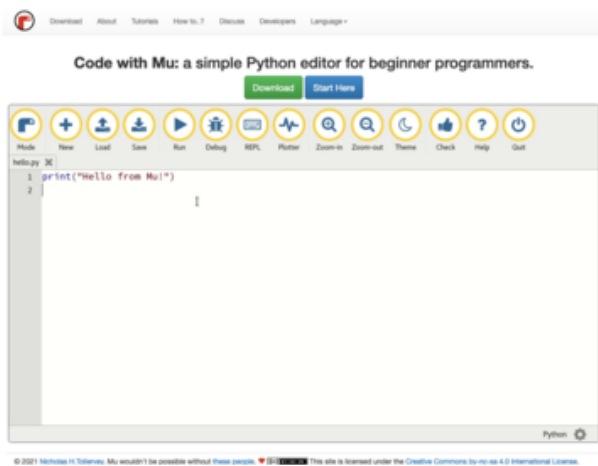 Download About Tutorials How to..? Discuss Developers Language
Code with Mu: a simple Python editor for beginner programmers.
Download Start Here
Mode New Load Save Run Debug REPL Plotter Zoom-in Zoom-out Theme Check Help Quit
hello.py
1 print("Hello from Mu!")
2
Python
© 2021 Nicholas H.Tollervey. Mu wouldn't be possible without these people. This site is licensed under the Creative Commons by-nc-sa 4.0 International License.